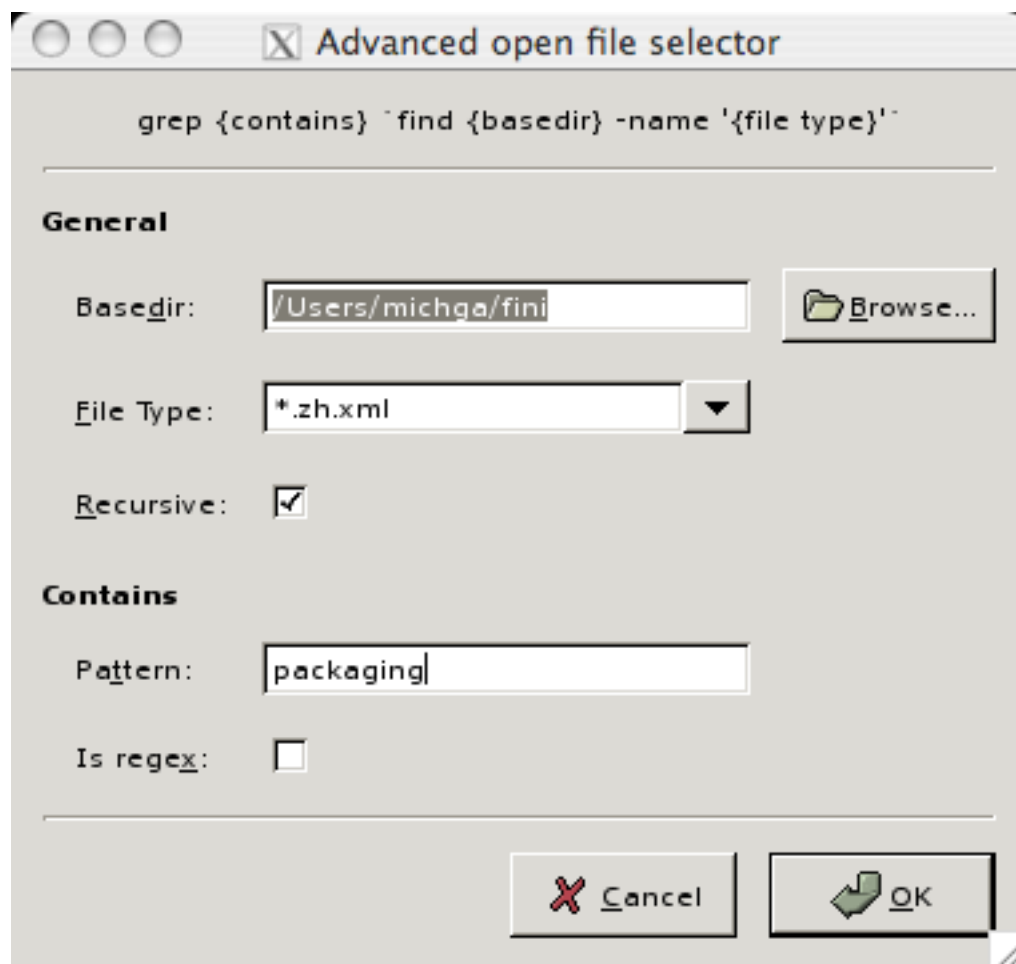 Advanced open file selector
grep {contains} `find {basedir} -name '{file type}'`
General
Basedir: /Users/michga/fini Browse...
File Type: *.zh.xml
Recursive:
Contains
Pattern: packaging
Is regex:
Cancel OK